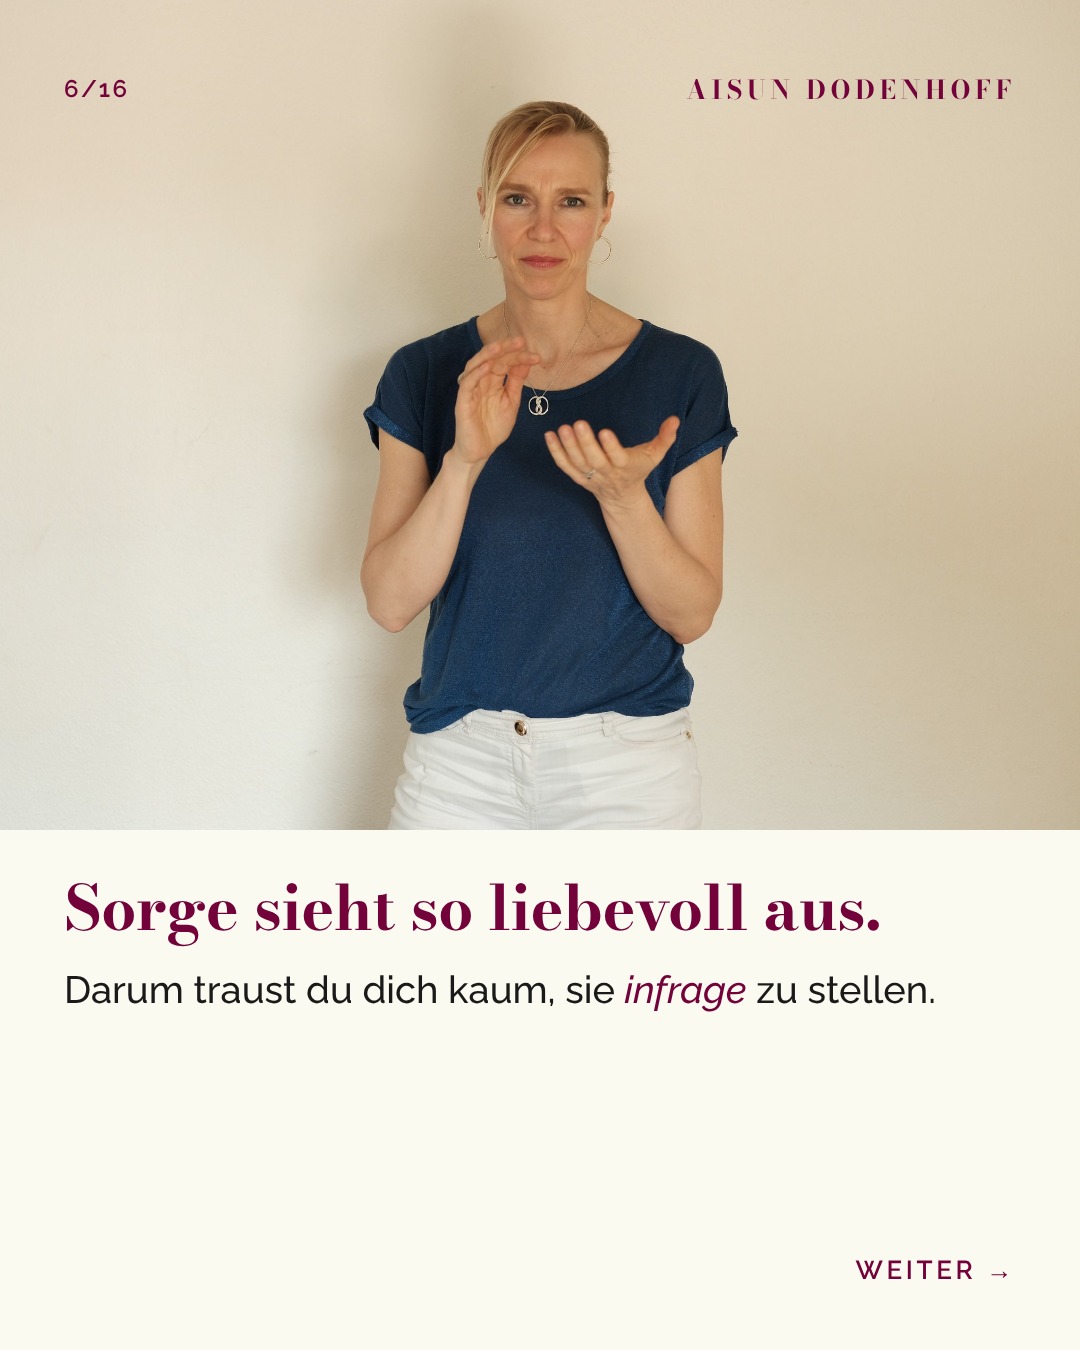 6/16
AISUN DODENHOFF
Sorge sieht so liebevoll aus.
Darum traust du dich kaum, sie infrage zu stellen.
WEITER →